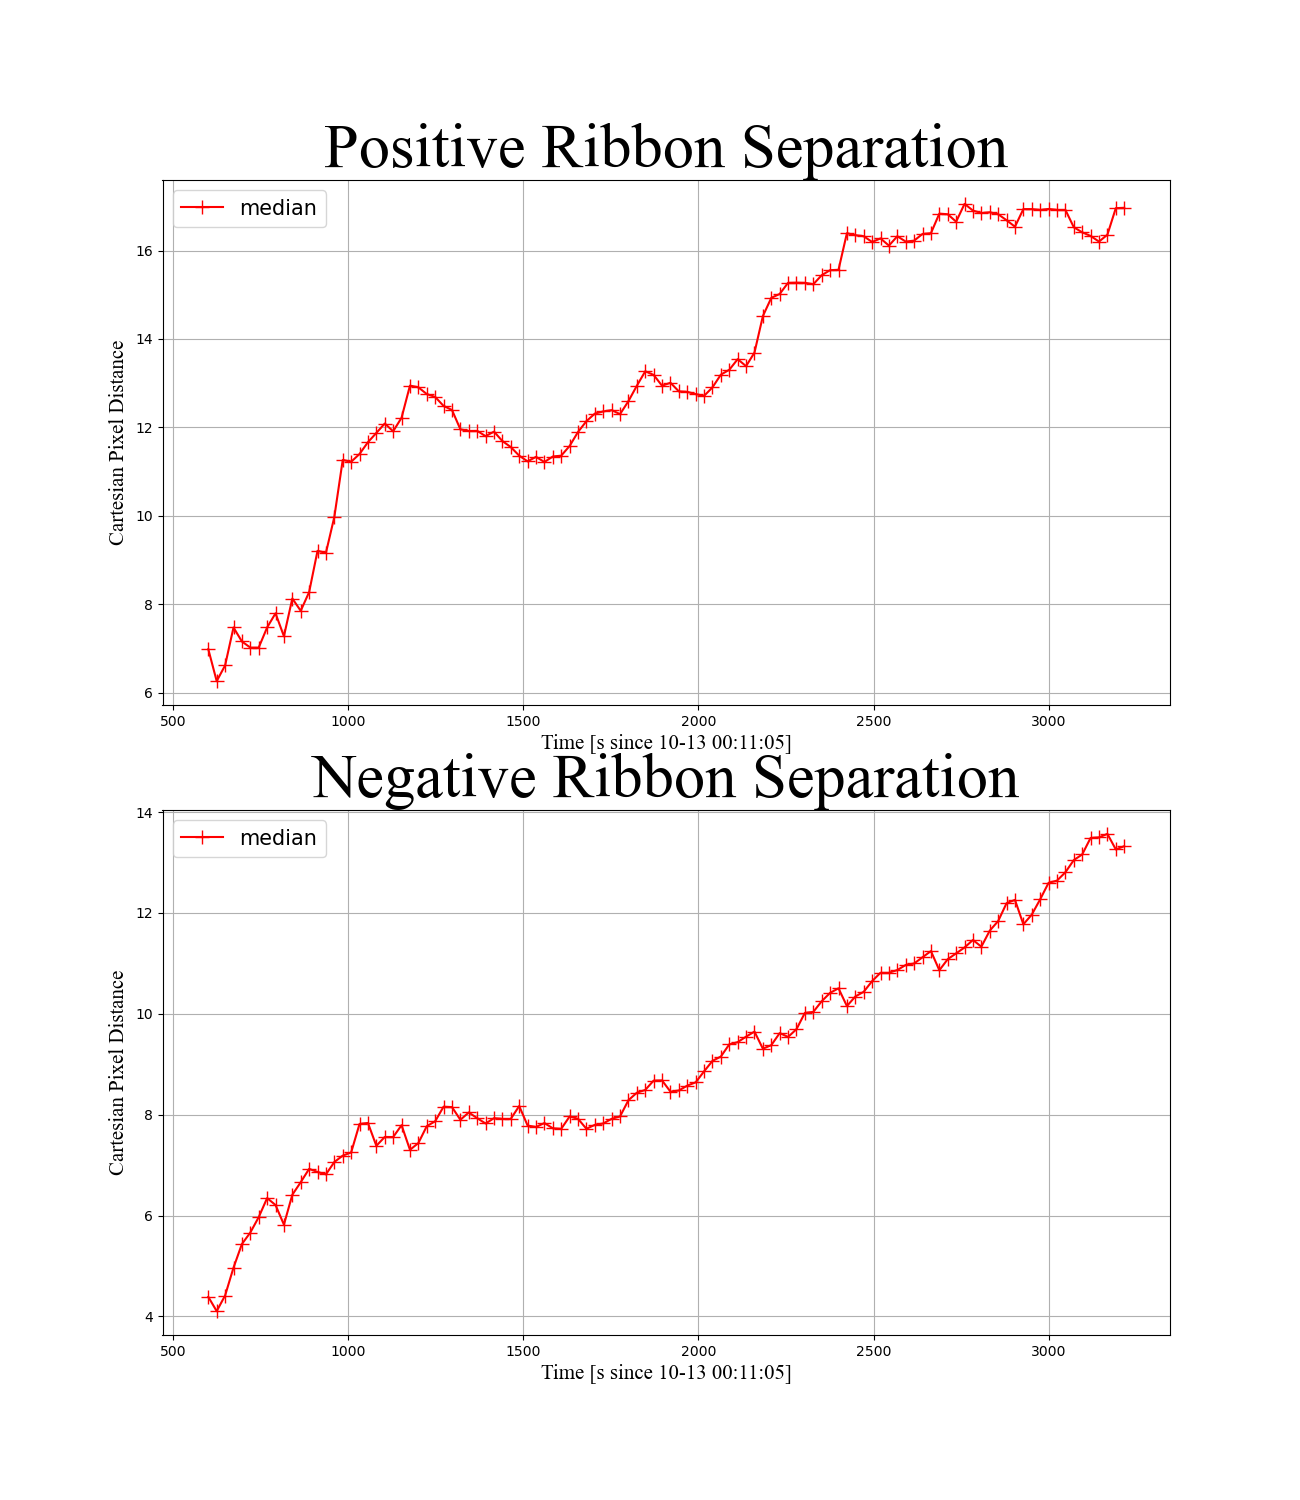 Positive Ribbon Separation
median
16
14
12
10
8
6
Cartesian Pixel Distance
500 1000 1500 2000 2500 3000
Time [s since 10-13 00:11:05]
Negative Ribbon Separation
median
14
12
10
8
6
4
Cartesian Pixel Distance
500 1000 1500 2000 2500 3000
Time [s since 10-13 00:11:05]